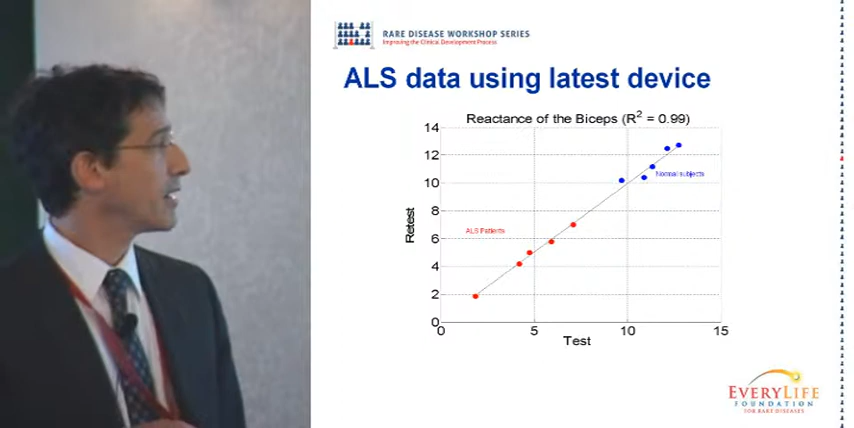 RARE DISEASE WORKSHOP SERIES
Improving the Clinical Development Process
ALS data using latest device
Reactance of the Biceps (R² = 0.99)
14
12
10
8
6
4
2
0
Retest
Normal subjects
ALS Patients
0 5 10 15
Test
EVERYLIFE
FOUNDATION
FOR RARE DISEASES